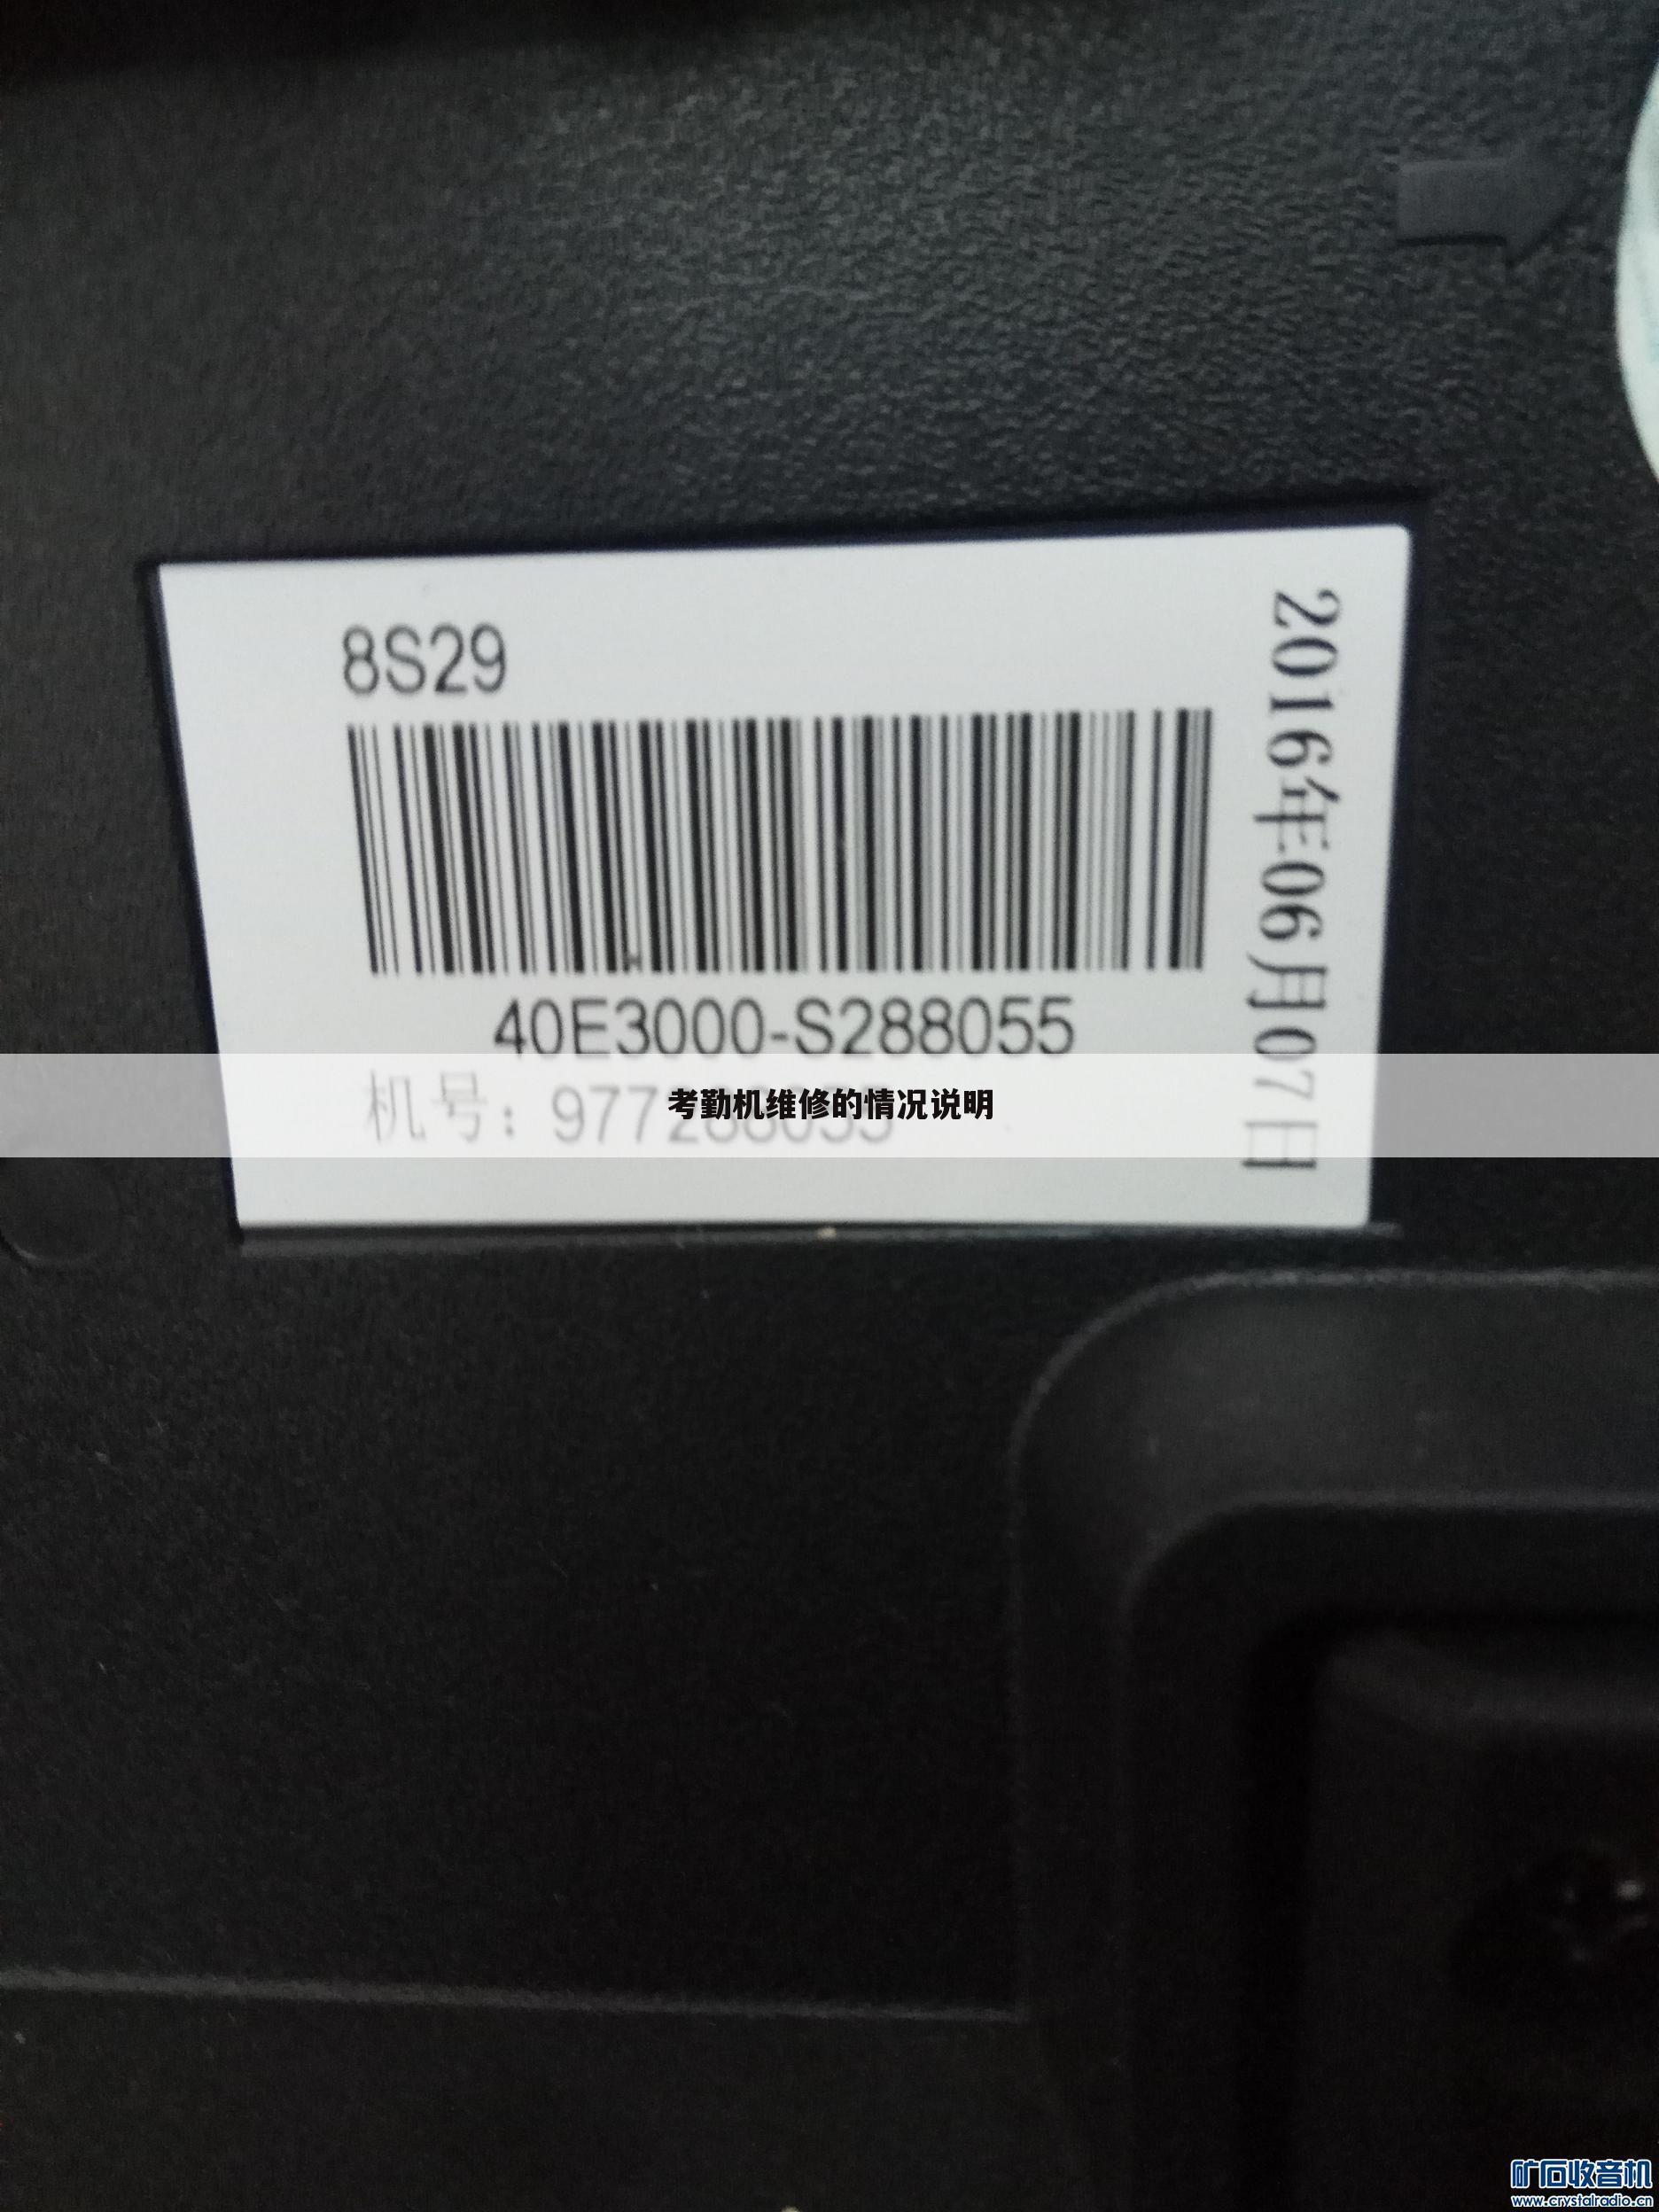 8S29
2016年06月07日
40E3000-S288055
机号：977288055
考勤机维修的情况说明
矿石收音机
www.crystalradio.cn